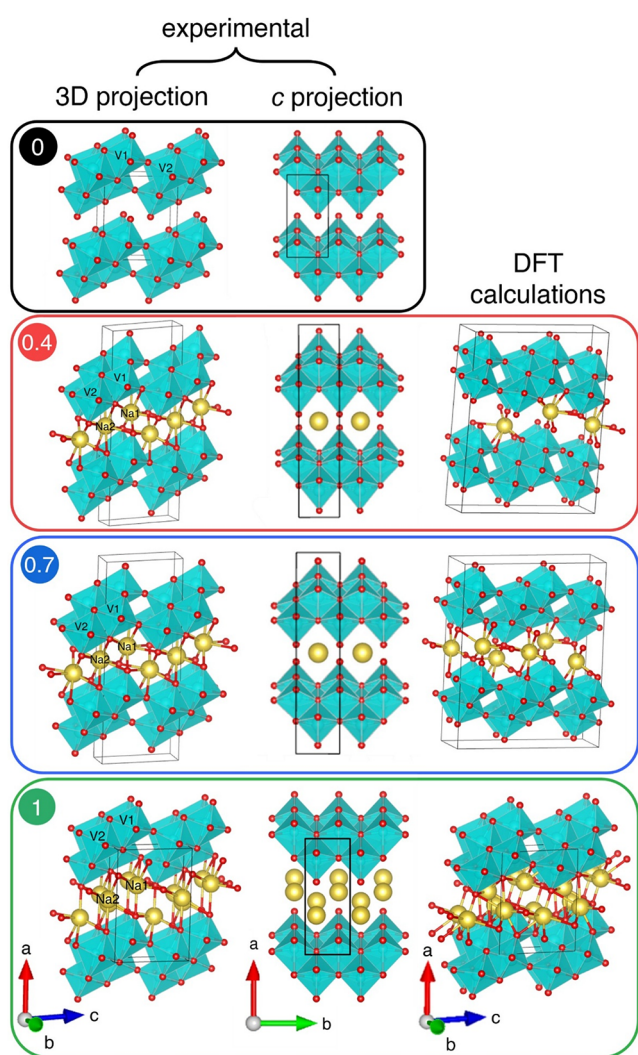 experimental
3D projection
c projection
0
V1
V2
DFT
calculations
0.4
V1
V2
Na1
Na2
0.7
V1
V2
Na1
Na2
1
V1
V2
Na1
Na2
a
c
b
a
b
a
c
b